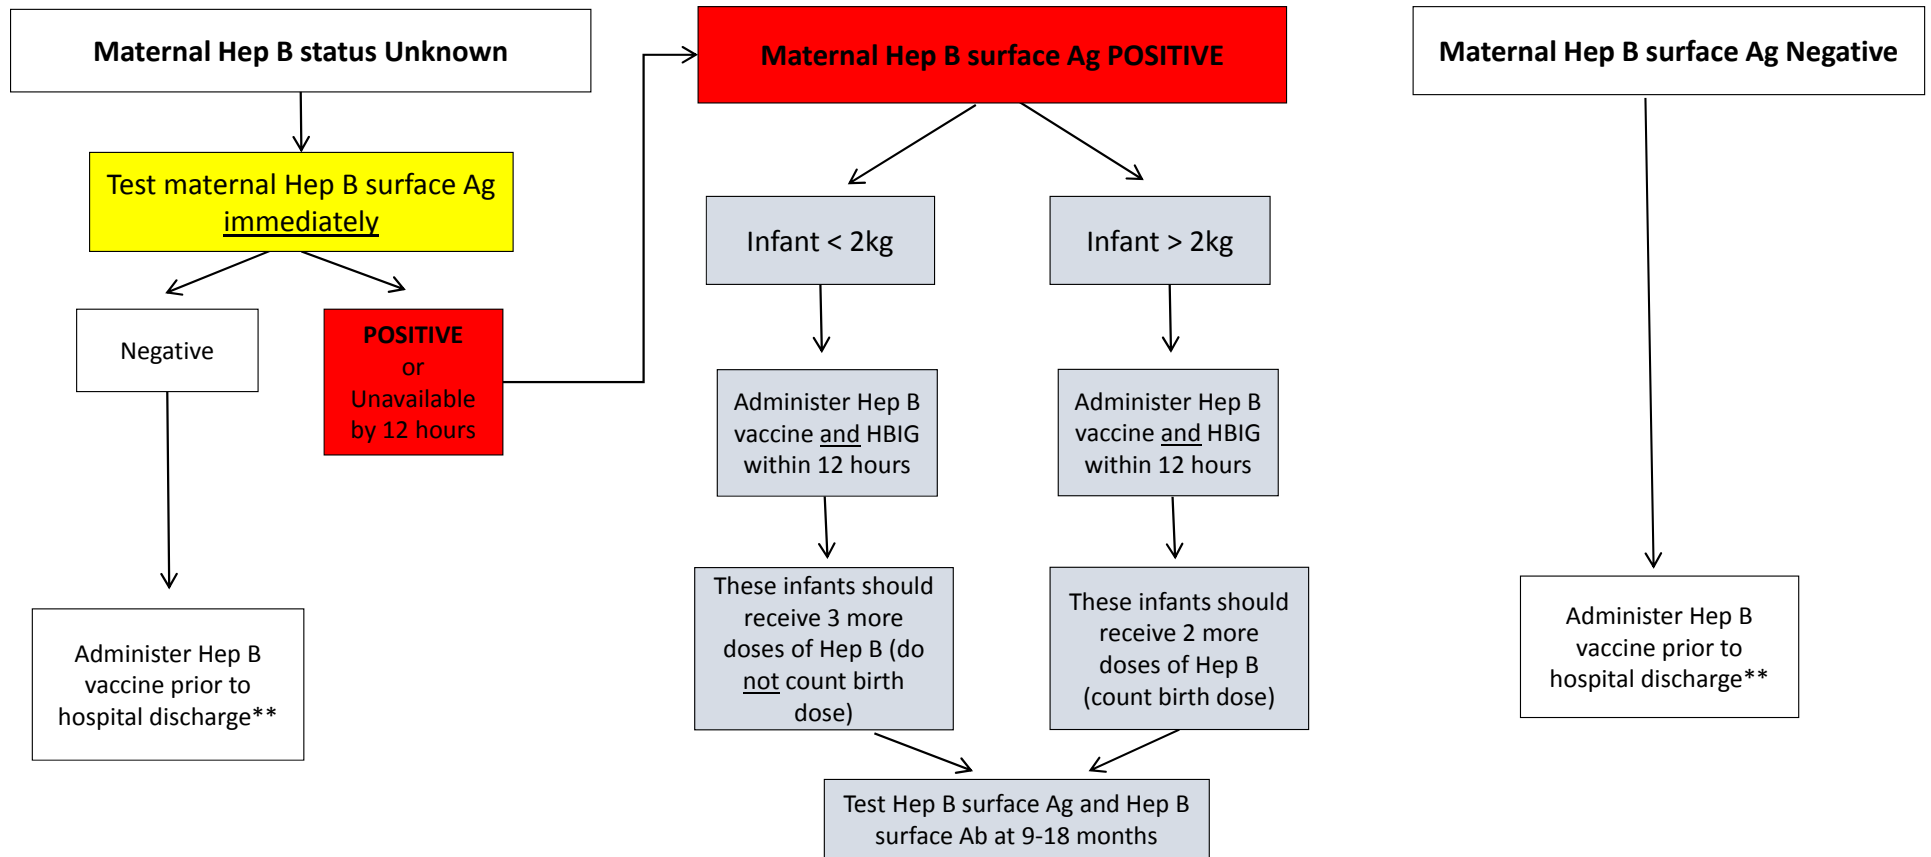 Maternal Hep B status Unknown
Test maternal Hep B surface Ag
immediately
Negative
POSITIVE
or
Unavailable
by 12 hours
Administer Hep B
vaccine prior to
hospital discharge**
Maternal Hep B surface Ag POSITIVE
Infant < 2kg
Administer Hep B
vaccine and HBIG
within 12 hours
These infants should
receive 3 more
doses of Hep B (do
not count birth
dose)
Infant > 2kg
Administer Hep B
vaccine and HBIG
within 12 hours
These infants should
receive 2 more
doses of Hep B
(count birth dose)
Test Hep B surface Ag and Hep B
surface Ab at 9-18 months
Maternal Hep B surface Ag Negative
Administer Hep B
vaccine prior to
hospital discharge**